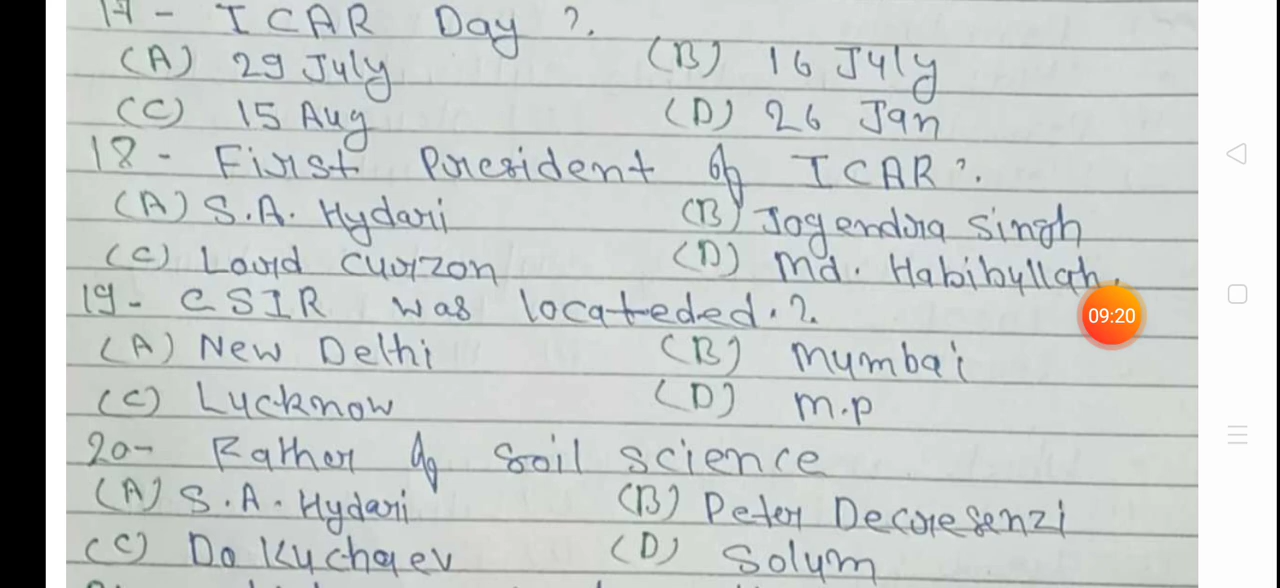 17- ICAR Day ?.
(A) 29 July (B) 16 July
(C) 15 Aug (D) 26 Jan
18- First President of ICAR ?.
(A) S.A. Hydari (B) Jogendra Singh
(C) Lord Curzon (D) Md. Habibullah.
09:20
19- CSIR was locateded.?.
(A) New Delhi (B) Mumbai
(C) Lucknow (D) M.P
20- Father of Soil Science
(A) S.A. Hydari (B) Peter Decresenzi
(C) Dokuchaev (D) Solum